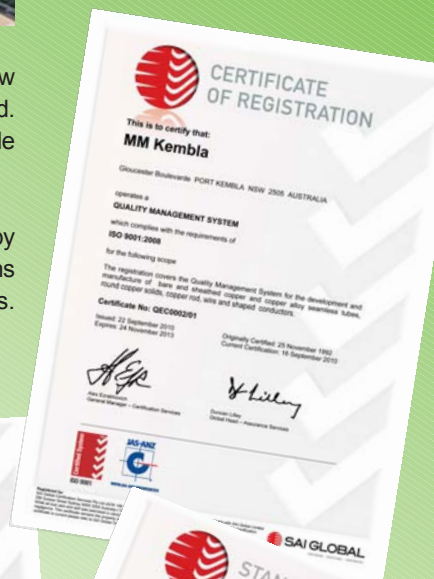 CERTIFICATE
OF REGISTRATION
This is to certify that:
MM Kembla
Gloucester Boulevarde PORT KEMBLA NSW 2505 AUSTRALIA
operates a
QUALITY MANAGEMENT SYSTEM
which complies with the requirements of
ISO 9001:2008
for the following scope
The registration covers the Quality Management System for the development and
manufacture of bare and sheathed copper and copper alloy seamless tubes,
round copper solids, copper rod, wire and shaped conductors.
Certificate No: QEC0002/01
Issued: 22 September 2010
Expires: 24 November 2013
Originally Certified: 25 November 1992
Current Certification: 16 September 2010
General Manager – Certification Services
Duncan Lilley
Global Head – Assurance Services
Certified System
ISO 9001
JAS-ANZ
SAI GLOBAL
STAN